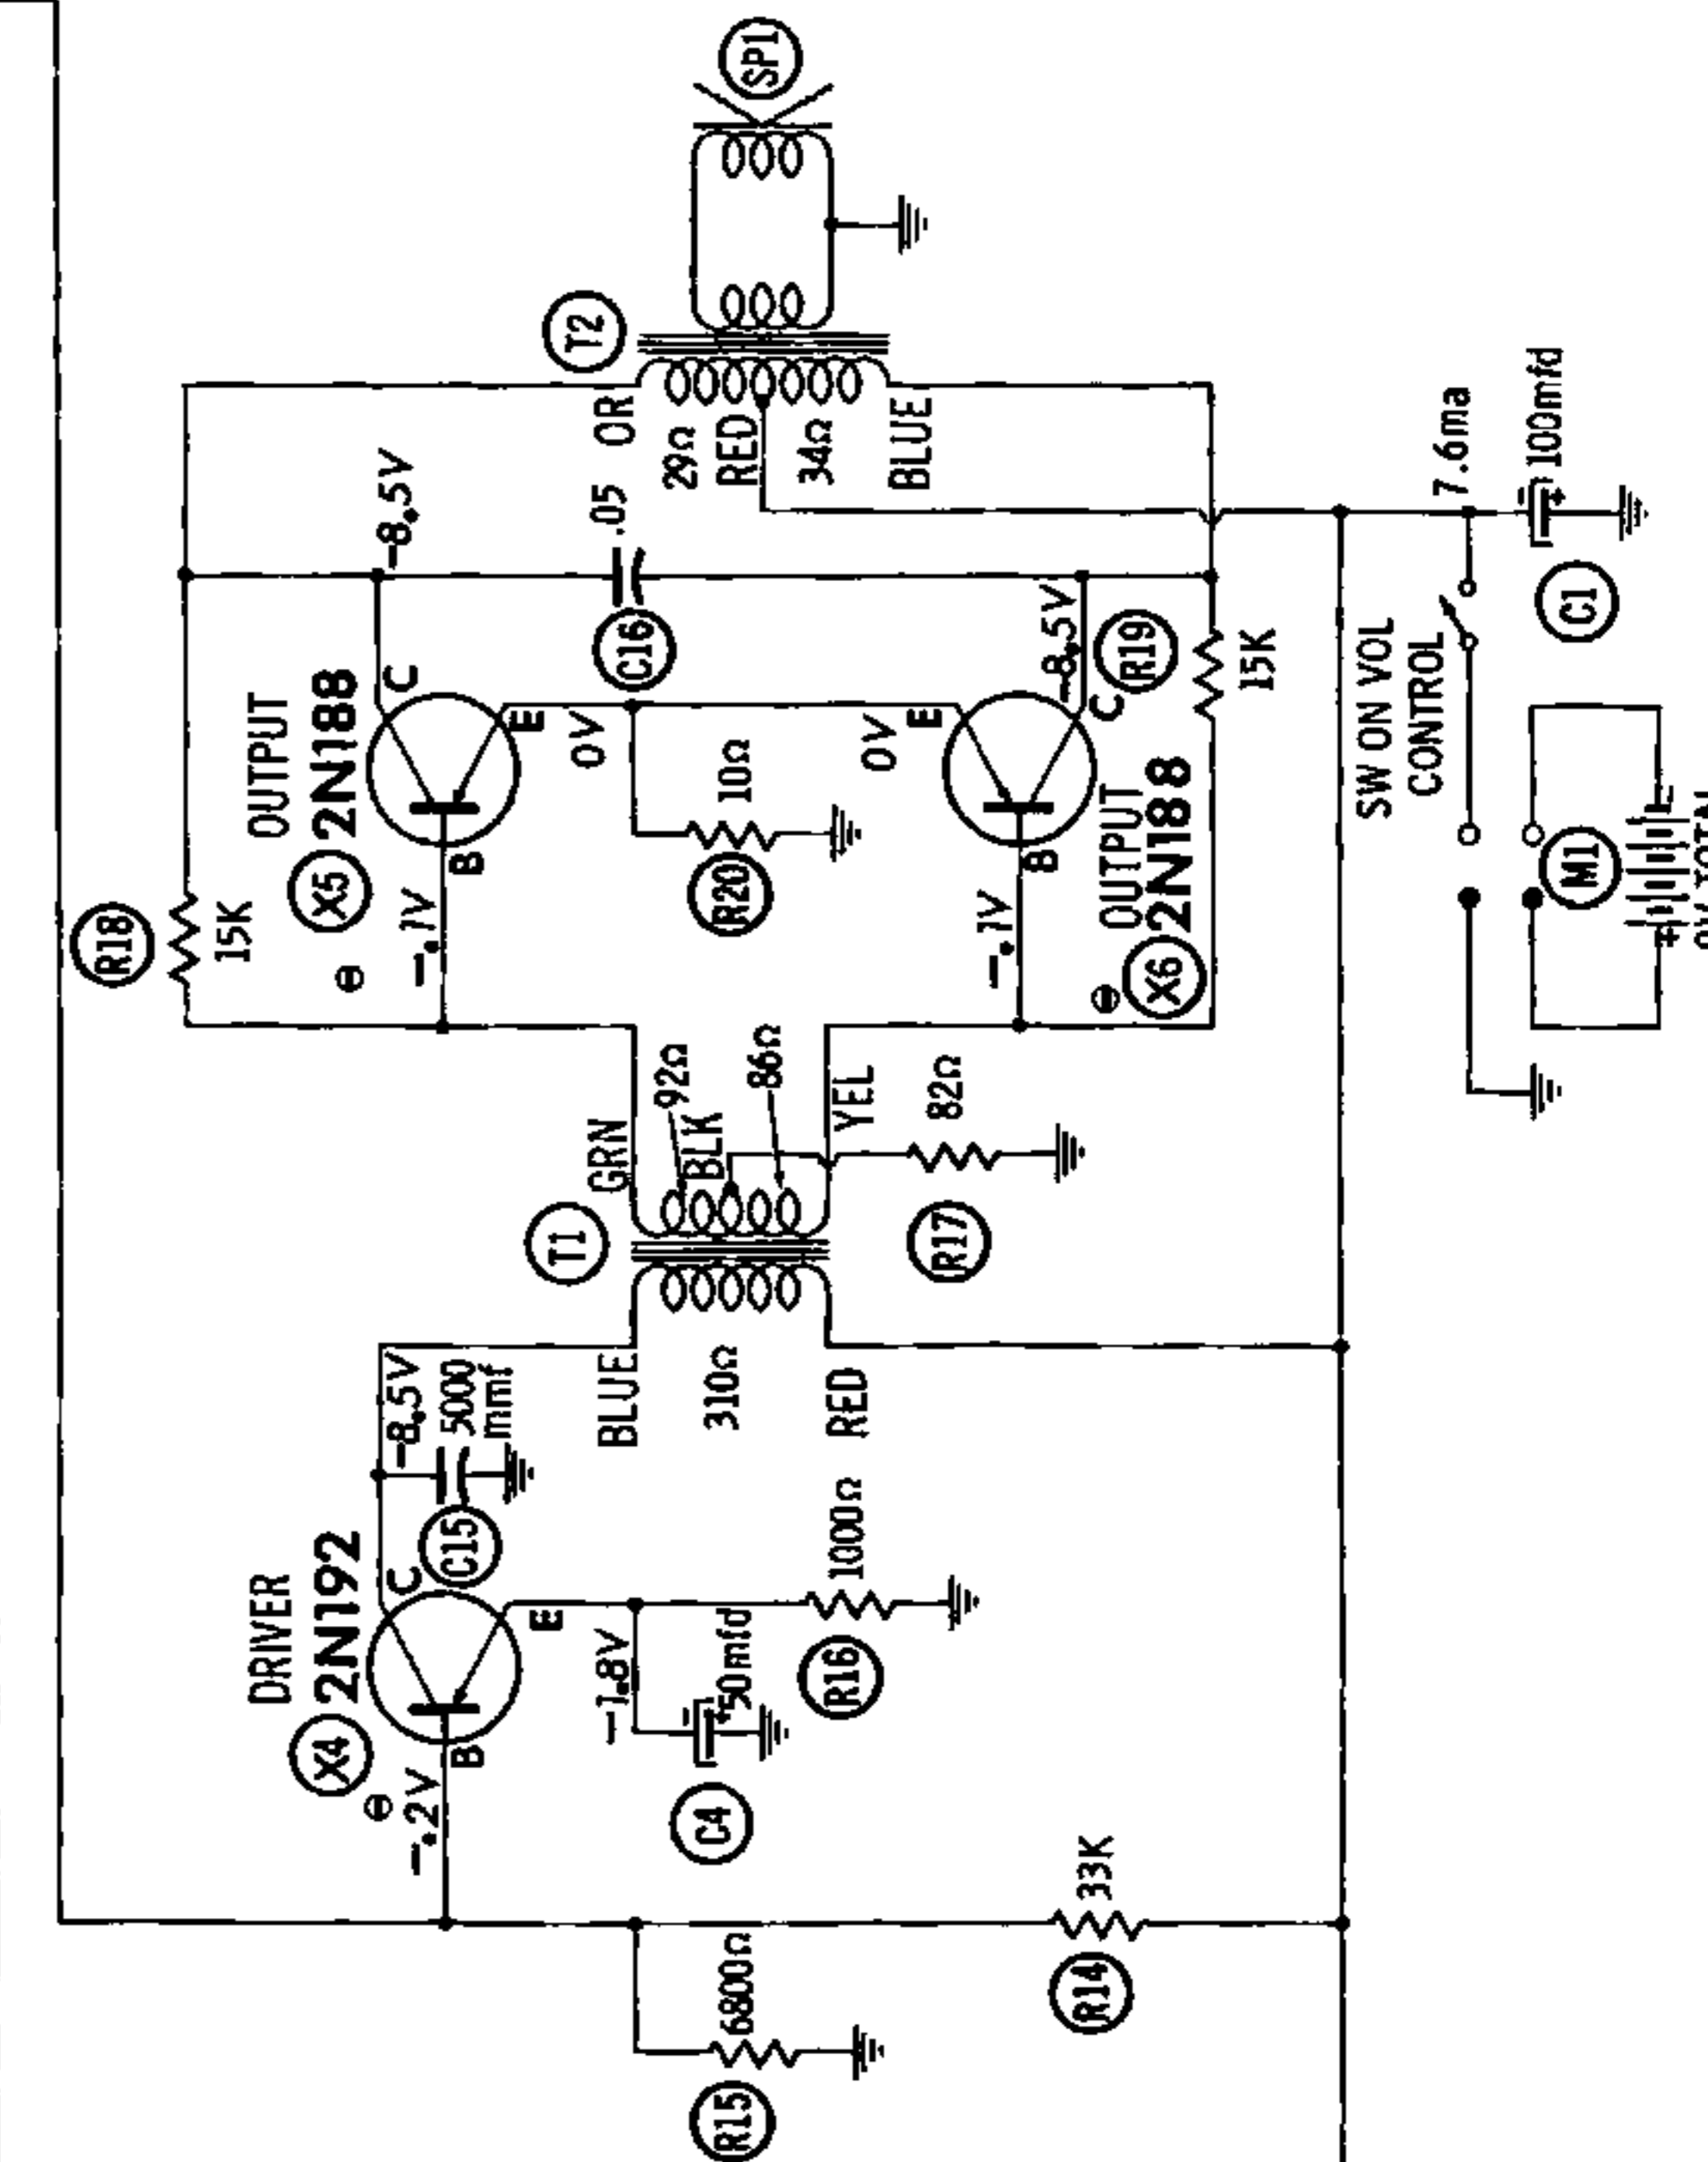 SP1
T2
OR
29Ω
RED
34Ω
BLUE
-8.5V
.05
C16
OUTPUT
2N188
X5
C
E
B
0V
-.1V
⊖
R18
15K
R20
10Ω
0V
E
C
B
-8.5V
R19
15K
OUTPUT
2N188
X6
-.1V
⊖
7.6ma
100mfd
C1
SW ON VOL
CONTROL
M1
T1
GRN
92Ω
BLK
86Ω
YEL
82Ω
R17
BLUE
310Ω
RED
-8.5V
5000
mmf
C15
DRIVER
2N192
X4
C
E
B
⊖
-.2V
-1.8V
50mfd
C4
1000Ω
R16
33K
R14
6800Ω
R15